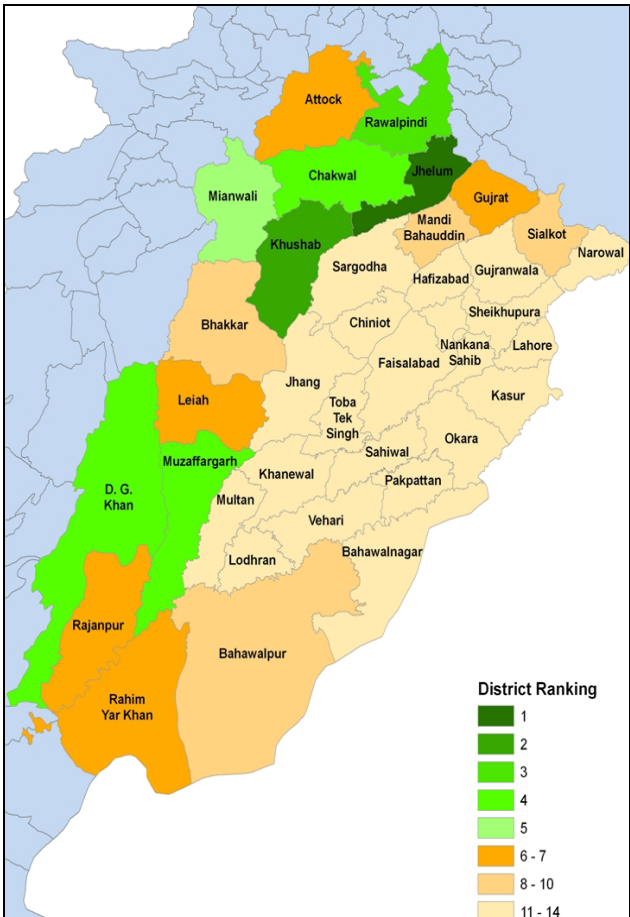 Attock
Rawalpindi
Jhelum
Chakwal
Mianwali
Gujrat
Mandi
Bahauddin
Sialkot
Khushab
Narowal
Sargodha
Gujranwala
Hafizabad
Sheikhupura
Bhakkar
Chiniot
Nankana
Sahib
Lahore
Faisalabad
Jhang
Kasur
Leiah
Toba
Tek
Singh
Okara
Sahiwal
Muzaffargarh
Khanewal
Pakpattan
D. G.
Khan
Multan
Vehari
Bahawalnagar
Lodhran
Rajanpur
Bahawalpur
Rahim
Yar Khan
District Ranking
1
2
3
4
5
6 - 7
8 - 10
11 - 14